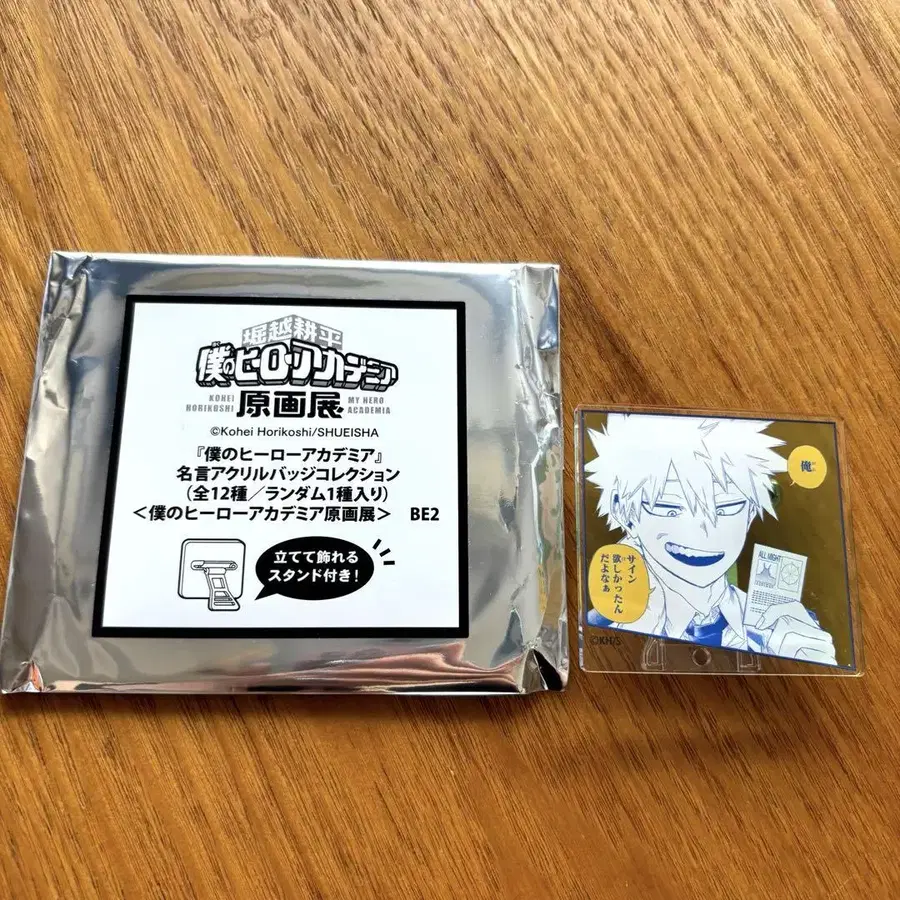 堀越耕平
僕のヒーローアカデミア
KOHEI
HORIKOSHI
原画展
MY HERO
ACADEMIA
©Kohei Horikoshi/SHUEISHA
『僕のヒーローアカデミア』
名言アクリルバッジコレクション
（全12種／ランダム1種入り）
＜僕のヒーローアカデミア原画展＞ BE2
立てて飾れる
スタンド付き！
俺
サイン
欲しかったん
だよなぁ
ALL MIGHT
©KH/S